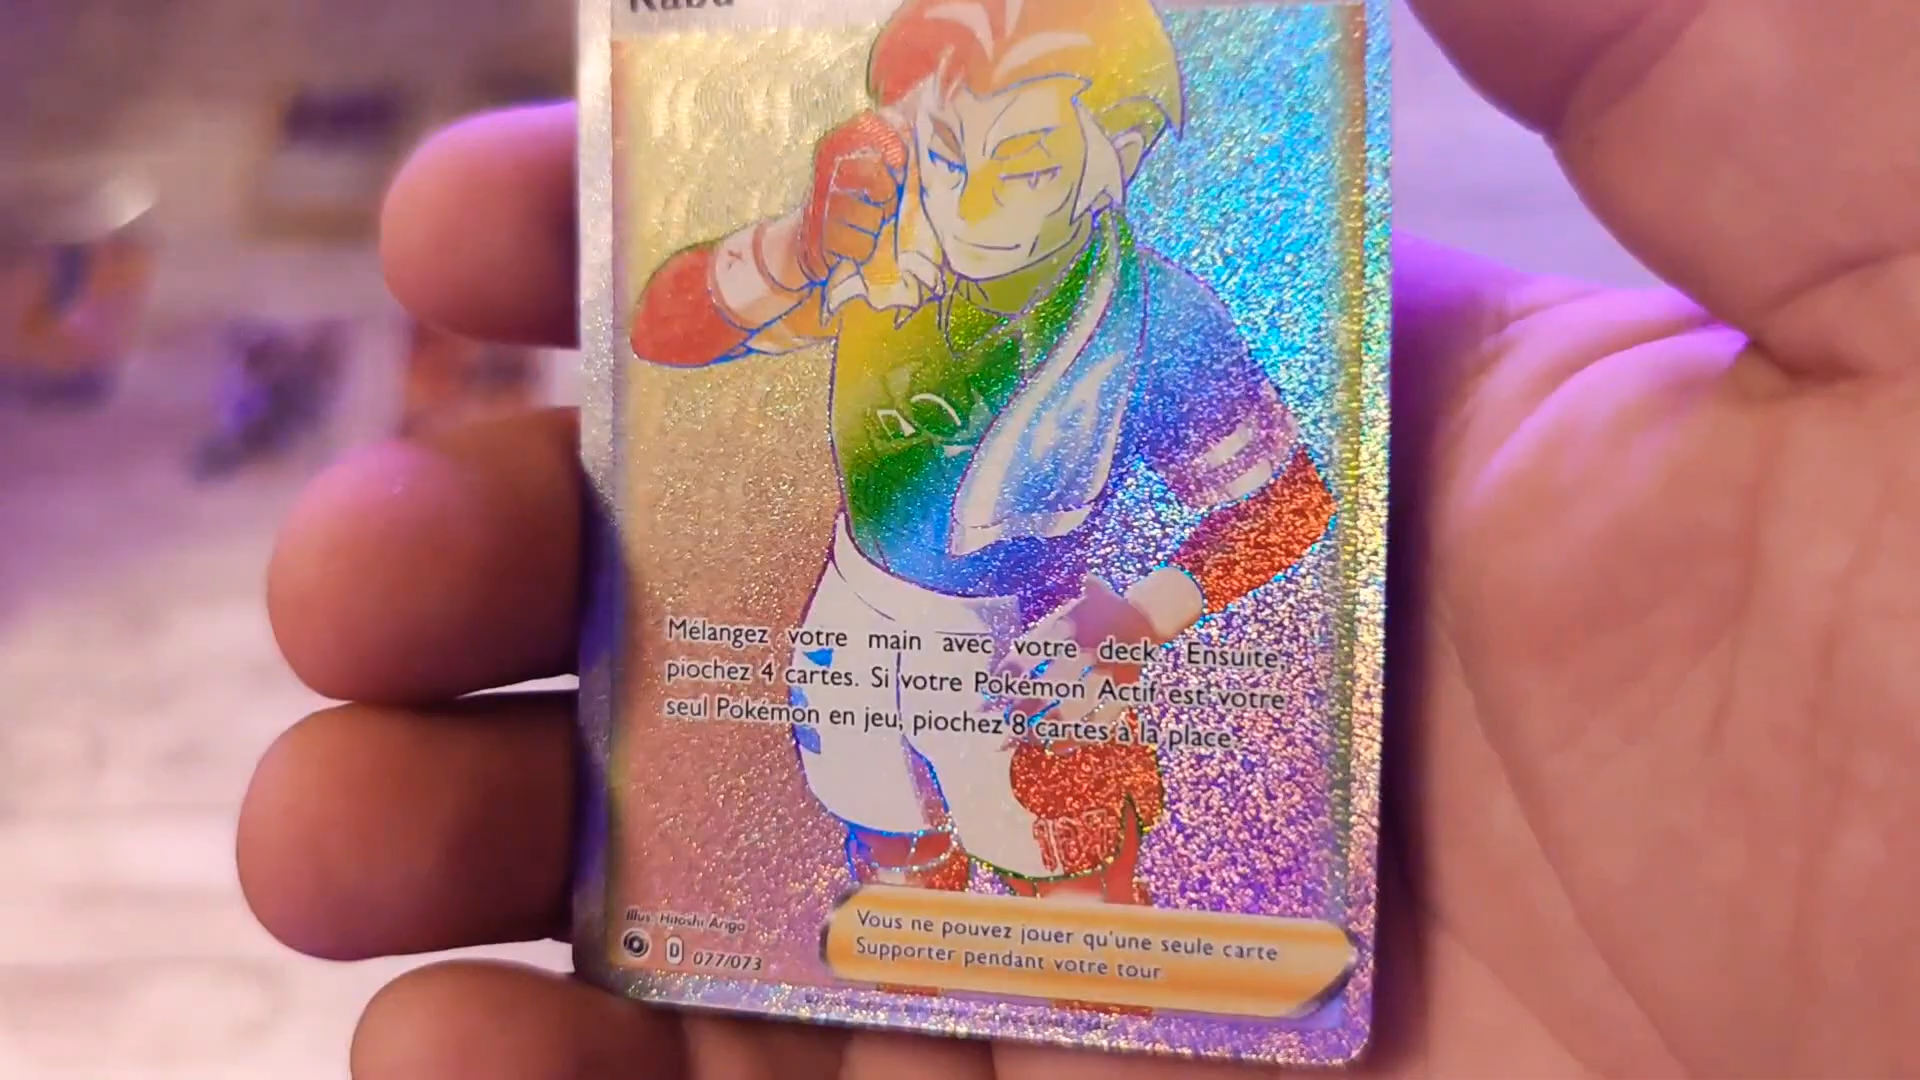 Kabu
Mélangez votre main avec votre deck. Ensuite,
piochez 4 cartes. Si votre Pokémon Actif est votre
seul Pokémon en jeu, piochez 8 cartes à la place.
Illus. Hitoshi Ariga
D 077/073
Vous ne pouvez jouer qu'une seule carte
Supporter pendant votre tour.